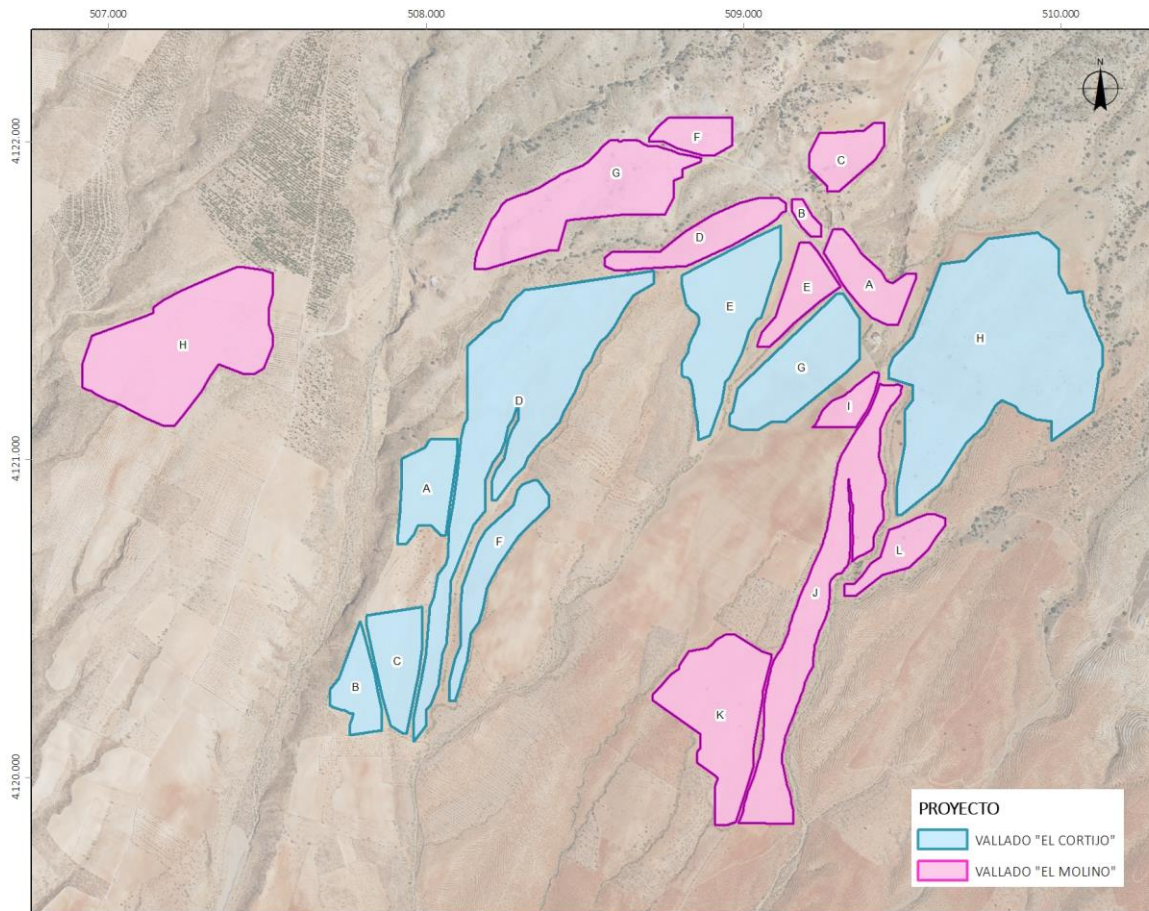 507.000 508.000 509.000 510.000
N
4.122.000
F
C
G
B
D
E
A
E
H
H
G
I
D
A
F
L
J
C
B
K
4.121.000
4.120.000
PROYECTO
VALLADO "EL CORTIJO"
VALLADO "EL MOLINO"